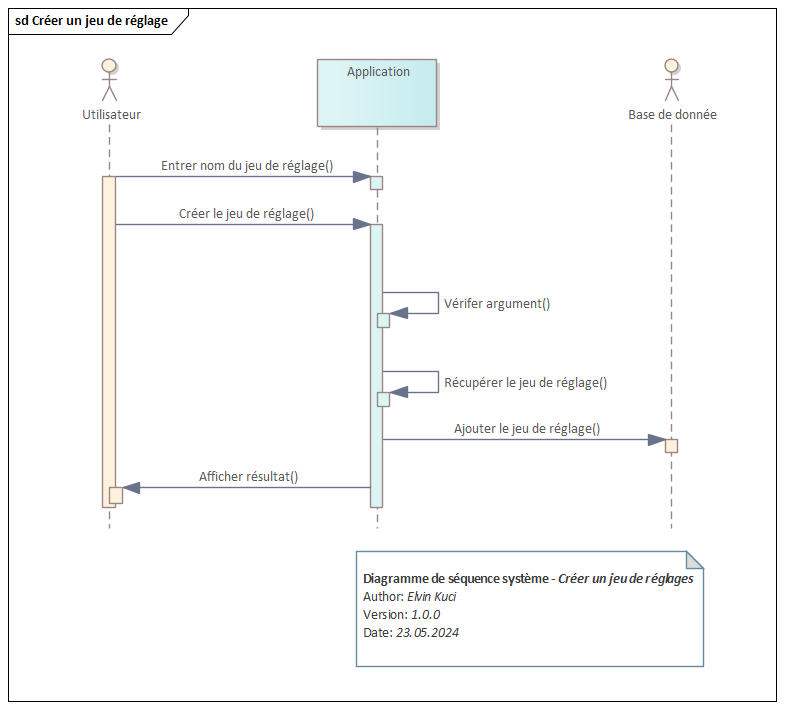 sd Créer un jeu de réglage
Application
Utilisateur
Base de donnée
Entrer nom du jeu de réglage()
Créer le jeu de réglage()
Vérifer argument()
Récupérer le jeu de réglage()
Ajouter le jeu de réglage()
Afficher résultat()
Diagramme de séquence système - Créer un jeu de réglages
Author: Elvin Kuci
Version: 1.0.0
Date: 23.05.2024